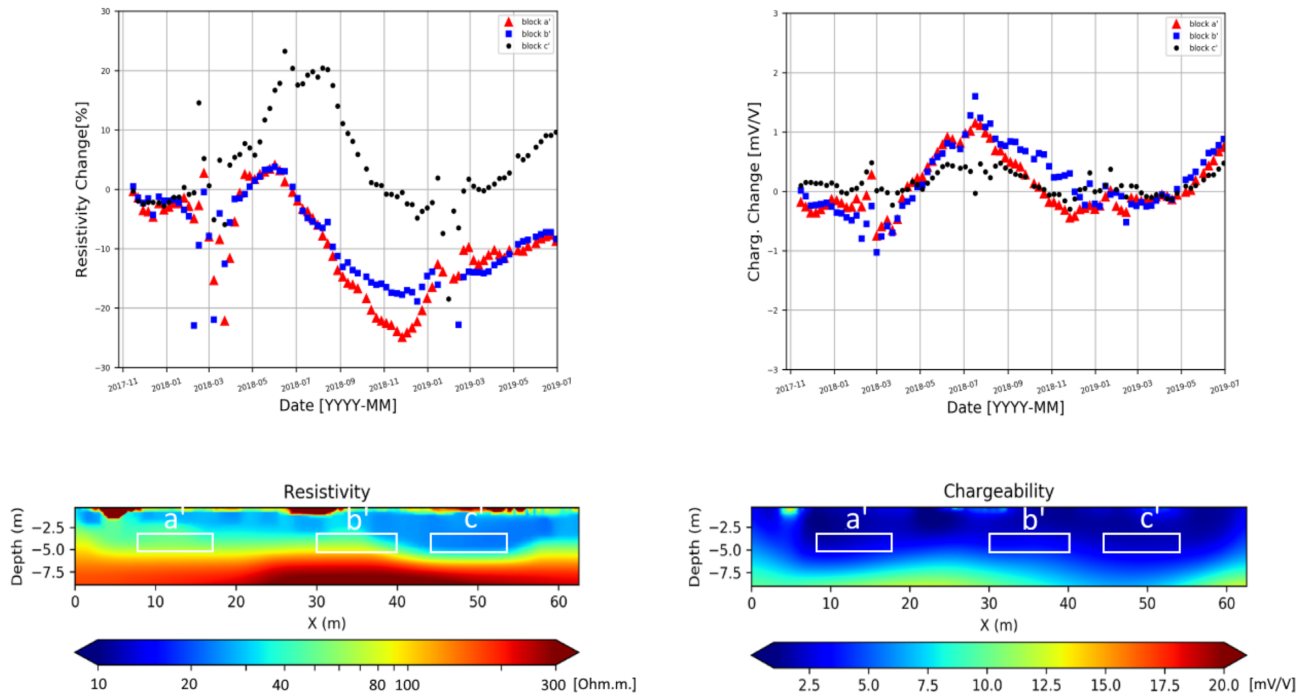 30
20
10
0
−10
−20
−30
Resistivity Change[%]
block a'
block b'
block c'
2017-11 2018-01 2018-03 2018-05 2018-07 2018-09 2018-11 2019-01 2019-03 2019-05 2019-07
Date [YYYY-MM]
3
2
1
0
−1
−2
−3
Charg. Change [mV/V]
block a'
block b'
block c'
2017-11 2018-01 2018-03 2018-05 2018-07 2018-09 2018-11 2019-01 2019-03 2019-05 2019-07
Date [YYYY-MM]
Resistivity
a' b' c'
Depth (m)
−2.5
−5.0
−7.5
0 10 20 30 40 50 60
X (m)
10 20 40 80 100 300 [Ohm.m.]
Chargeability
a' b' c'
Depth (m)
−2.5
−5.0
−7.5
0 10 20 30 40 50 60
X (m)
2.5 5.0 7.5 10.0 12.5 15.0 17.5 20.0 [mV/V]